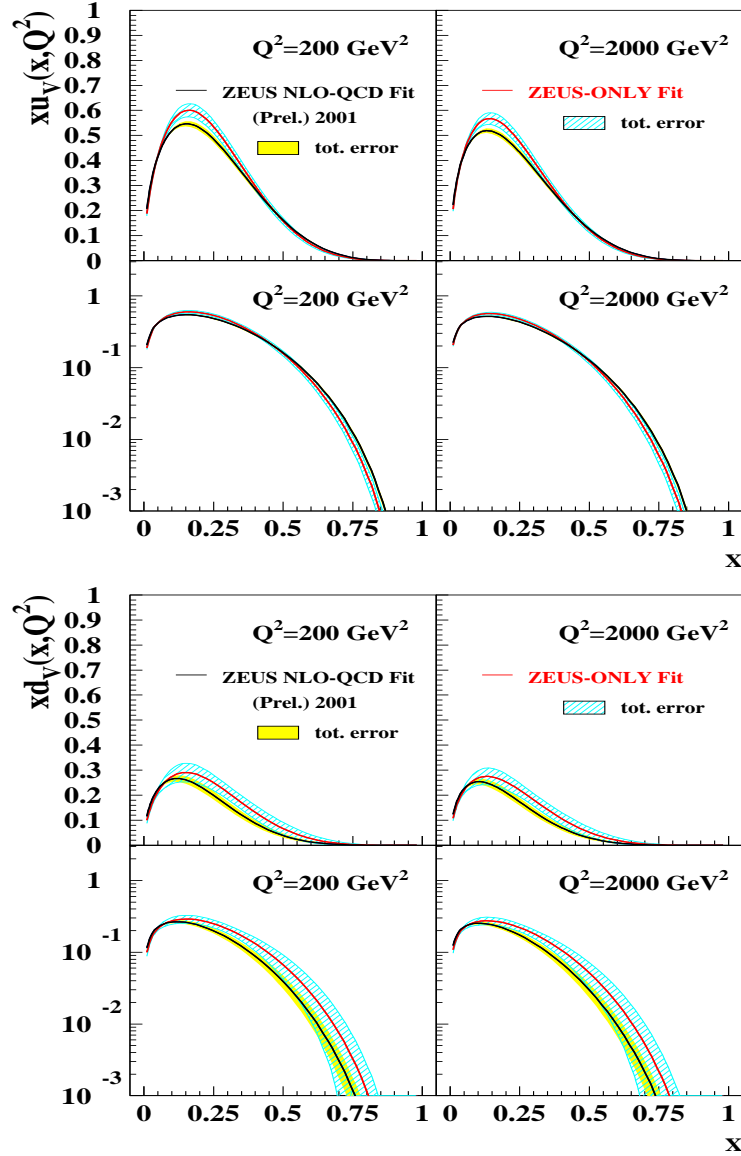 xu_V(x,Q^2)
1
0.9
0.8
0.7
0.6
0.5
0.4
0.3
0.2
0.1
0
Q^2=200 GeV^2
ZEUS NLO-QCD Fit
(Prel.) 2001
tot. error
Q^2=2000 GeV^2
ZEUS-ONLY Fit
tot. error
1
10^-1
10^-2
10^-3
Q^2=200 GeV^2
Q^2=2000 GeV^2
0 0.25 0.5 0.75 0 0.25 0.5 0.75 1
x
xd_V(x,Q^2)
1
0.9
0.8
0.7
0.6
0.5
0.4
0.3
0.2
0.1
0
Q^2=200 GeV^2
ZEUS NLO-QCD Fit
(Prel.) 2001
tot. error
Q^2=2000 GeV^2
ZEUS-ONLY Fit
tot. error
1
10^-1
10^-2
10^-3
Q^2=200 GeV^2
Q^2=2000 GeV^2
0 0.25 0.5 0.75 1 0 0.25 0.5 0.75 1
x